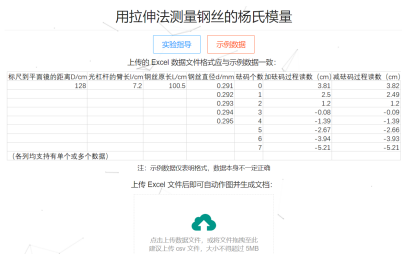 用拉伸法测量钢丝的杨氏模量
实验指导 示例数据
上传的 Excel 数据文件格式应与示例数据一致：
标尺到平面镜的距离D/cm 光杠杆的臂长l/cm 钢丝原长L/cm 钢丝直径d/mm 砝码个数 加砝码过程读数（cm） 减砝码过程读数（cm）
128 7.2 100.5 0.291 0 3.81 3.82
0.292 1 2.5 2.49
0.293 2 1.2 1.2
0.294 3 -0.08 -0.09
0.295 4 -1.39 -1.39
5 -2.67 -2.66
6 -3.94 -3.93
7 -5.21 -5.21
（各列均支持有单个或多个数据）
注：示例数据仅表明格式，数据本身不一定正确
上传 Excel 文件后即可自动作图并生成文档：
点击上传数据文件，或将文件拖拽至此
建议上传 csv 文件，大小不可超过 5MB